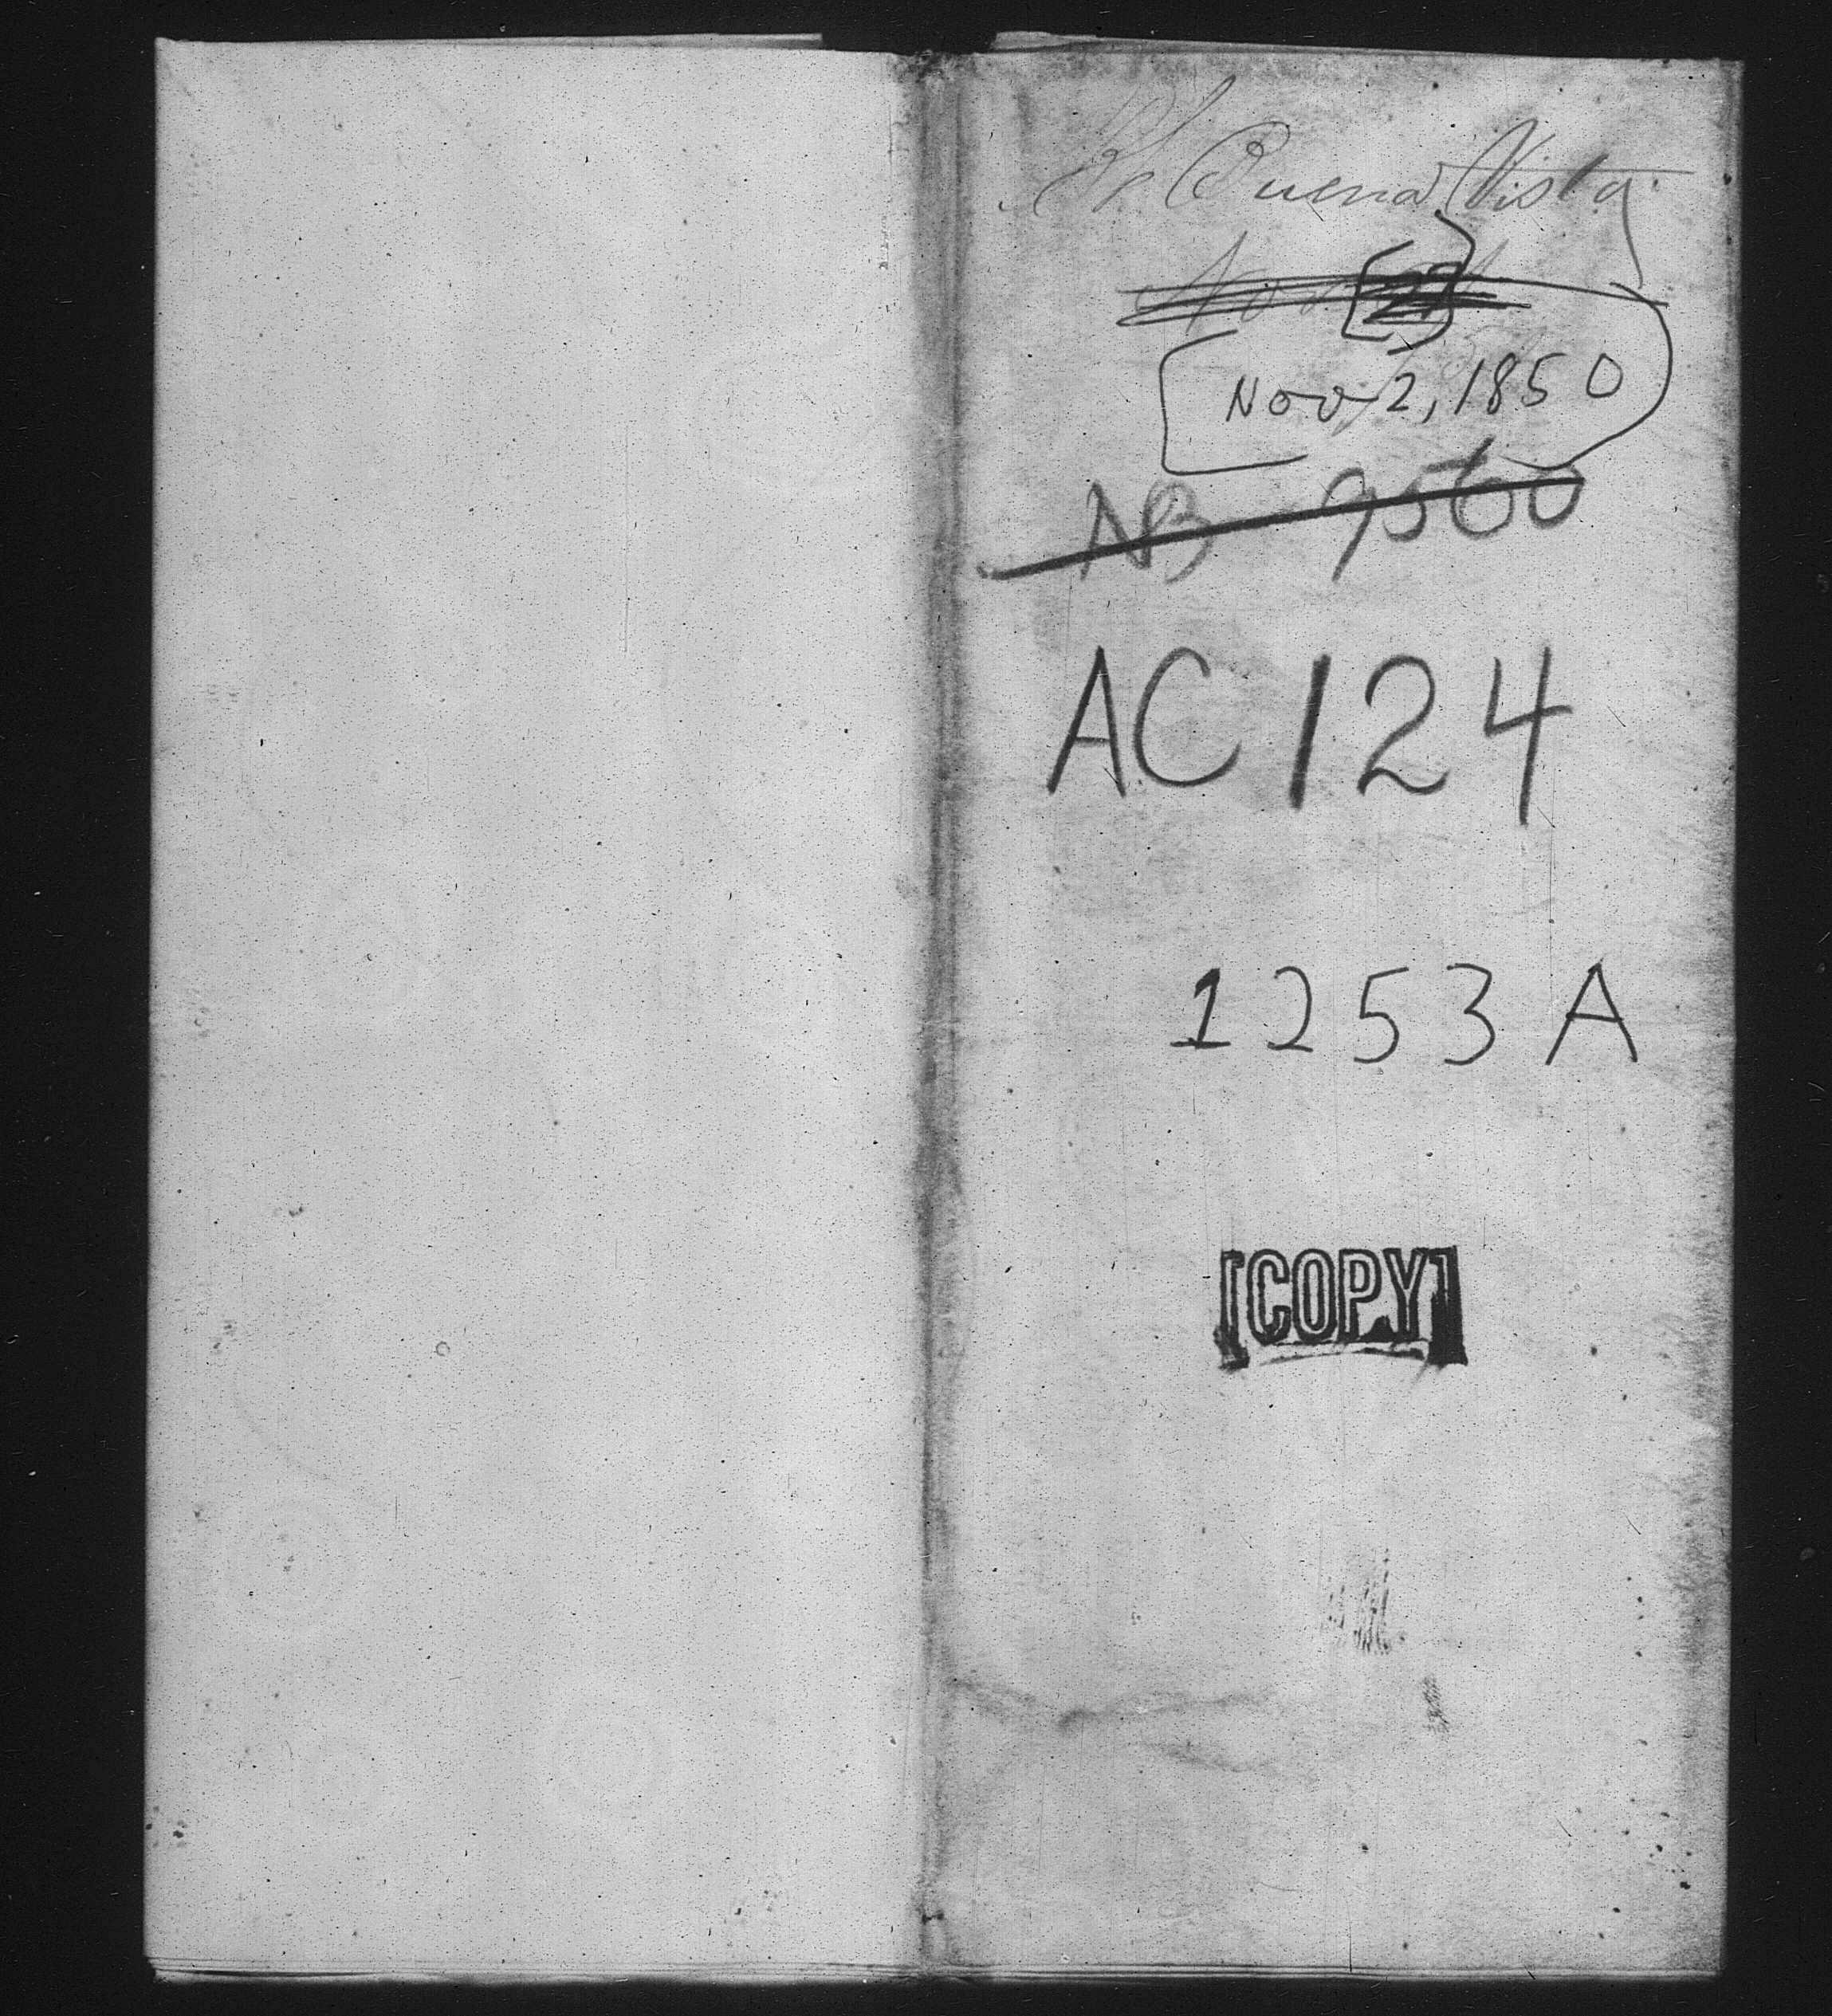 Buena Vista
Nov 2, 1850
NB 9560
AC 124
1253 A
[COPY]